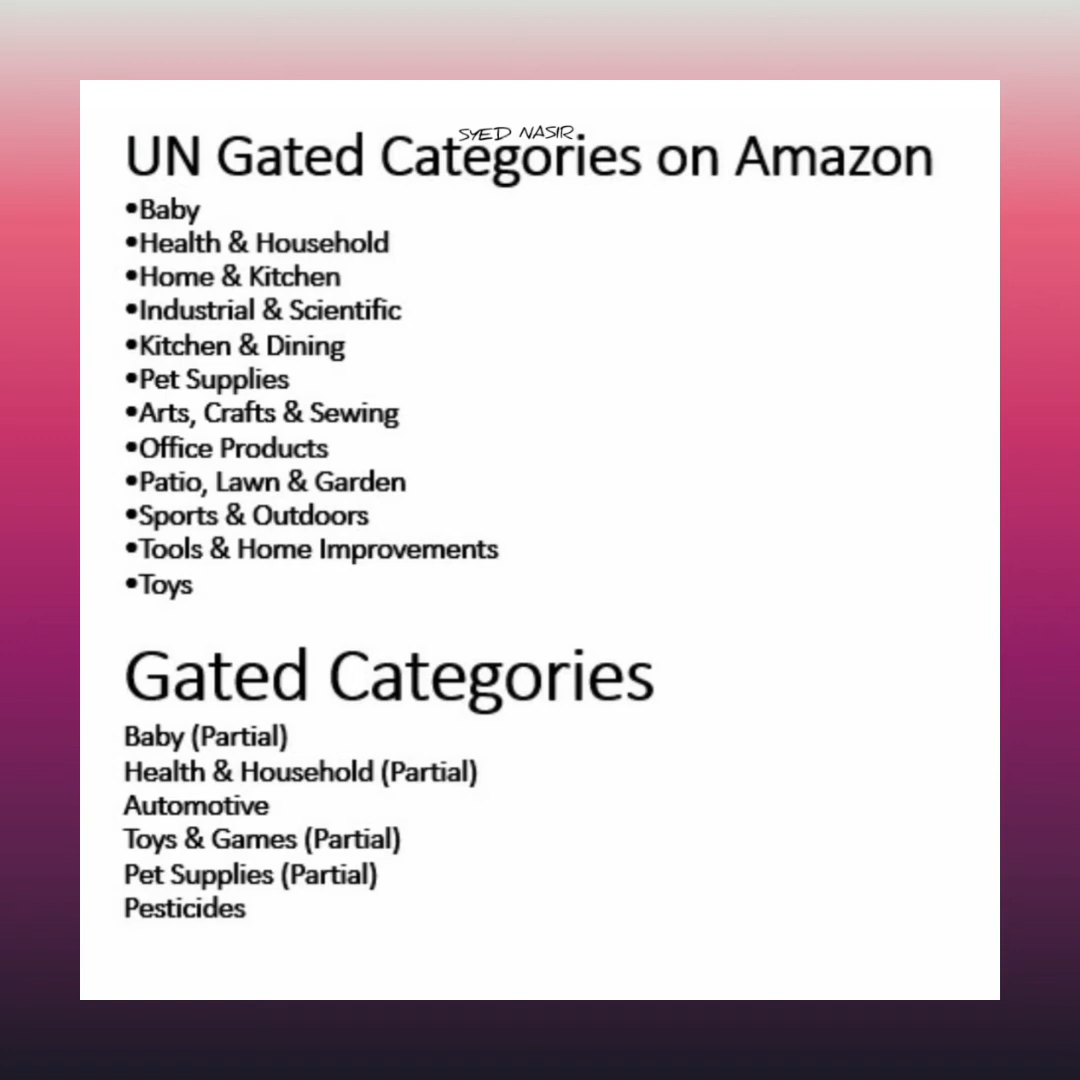 SYED NASIR
UN Gated Categories on Amazon
•Baby
•Health & Household
•Home & Kitchen
•Industrial & Scientific
•Kitchen & Dining
•Pet Supplies
•Arts, Crafts & Sewing
•Office Products
•Patio, Lawn & Garden
•Sports & Outdoors
•Tools & Home Improvements
•Toys
Gated Categories
Baby (Partial)
Health & Household (Partial)
Automotive
Toys & Games (Partial)
Pet Supplies (Partial)
Pesticides